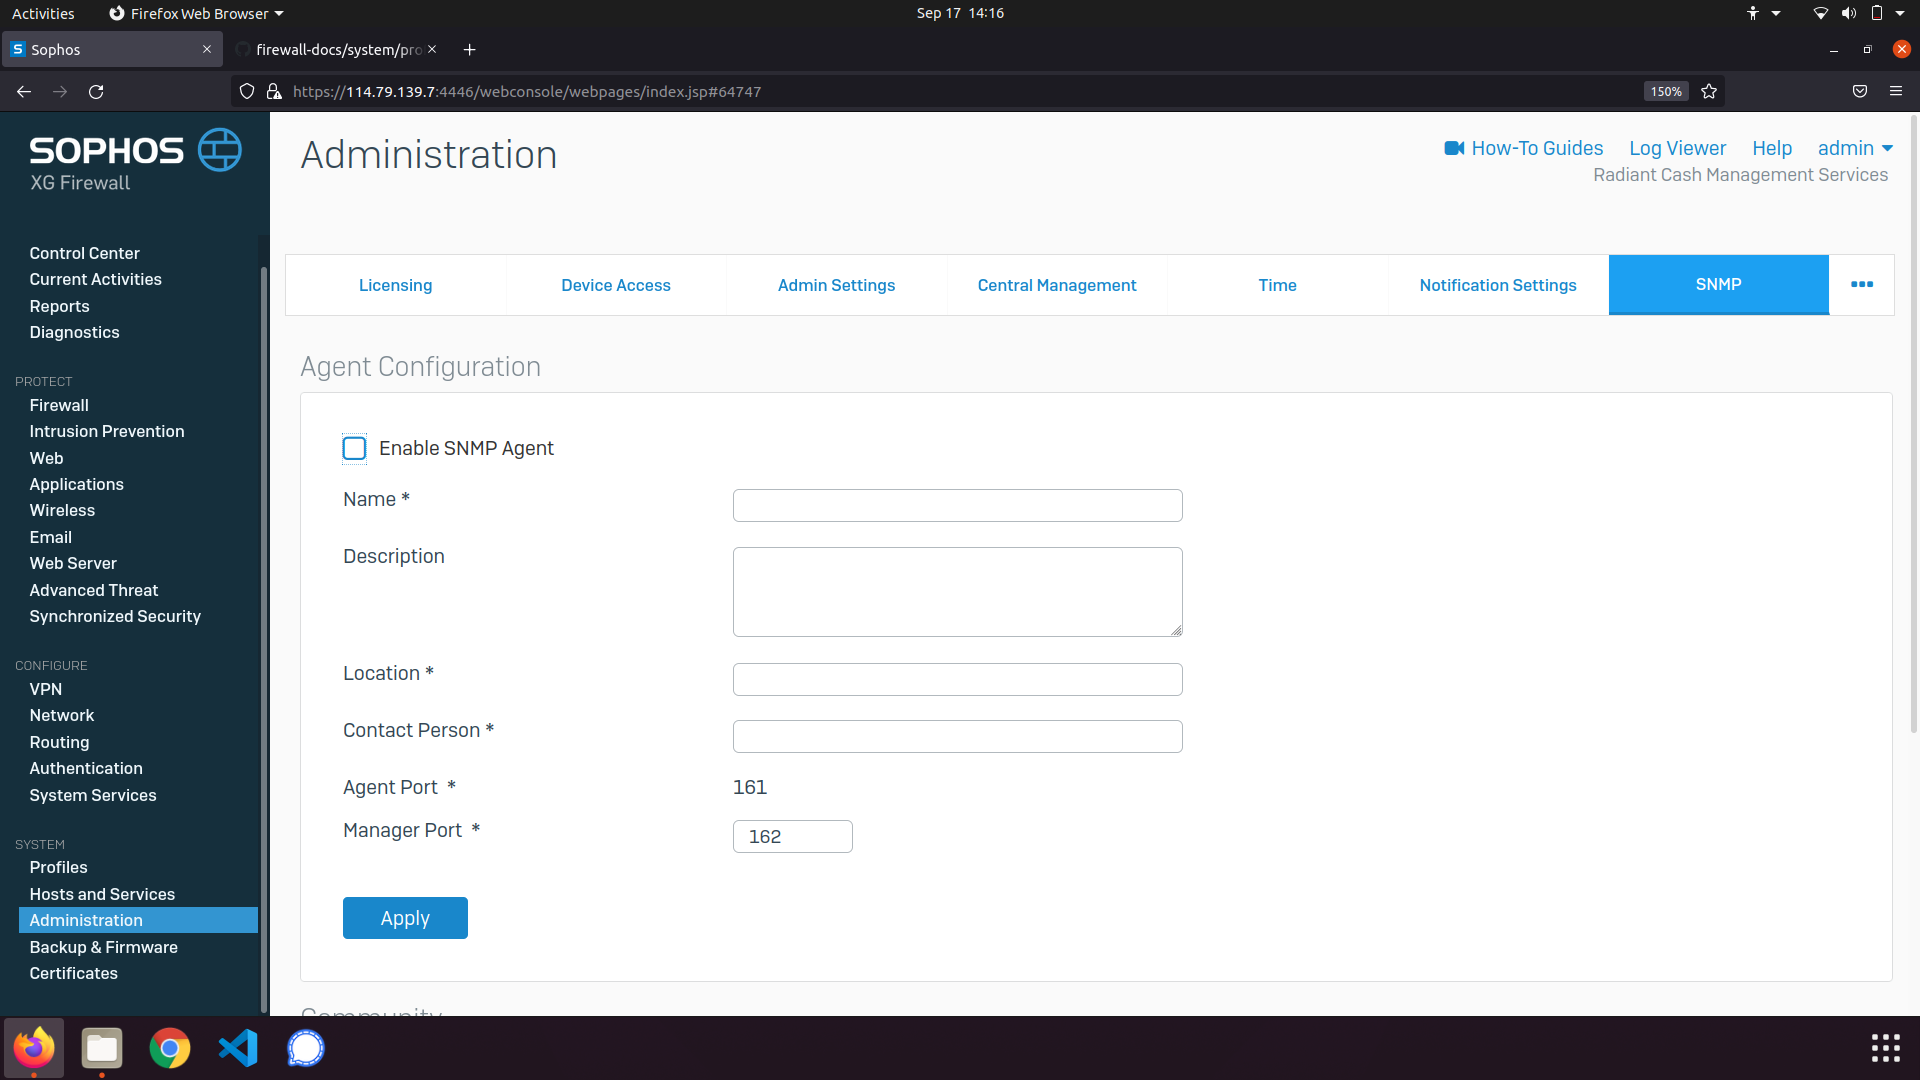 Activities
Firefox Web Browser
Sep 17 14:16
Sophos
firewall-docs/system/pro
https://114.79.139.7:4446/webconsole/webpages/index.jsp#64747
150%
SOPHOS
XG Firewall
Administration
How-To Guides
Log Viewer
Help
admin
Radiant Cash Management Services
Control Center
Current Activities
Reports
Diagnostics
PROTECT
Firewall
Intrusion Prevention
Web
Applications
Wireless
Email
Web Server
Advanced Threat
Synchronized Security
CONFIGURE
VPN
Network
Routing
Authentication
System Services
SYSTEM
Profiles
Hosts and Services
Administration
Backup & Firmware
Certificates
Licensing
Device Access
Admin Settings
Central Management
Time
Notification Settings
SNMP
Agent Configuration
Enable SNMP Agent
Name *
Description
Location *
Contact Person *
Agent Port *
161
Manager Port *
162
Apply
Community